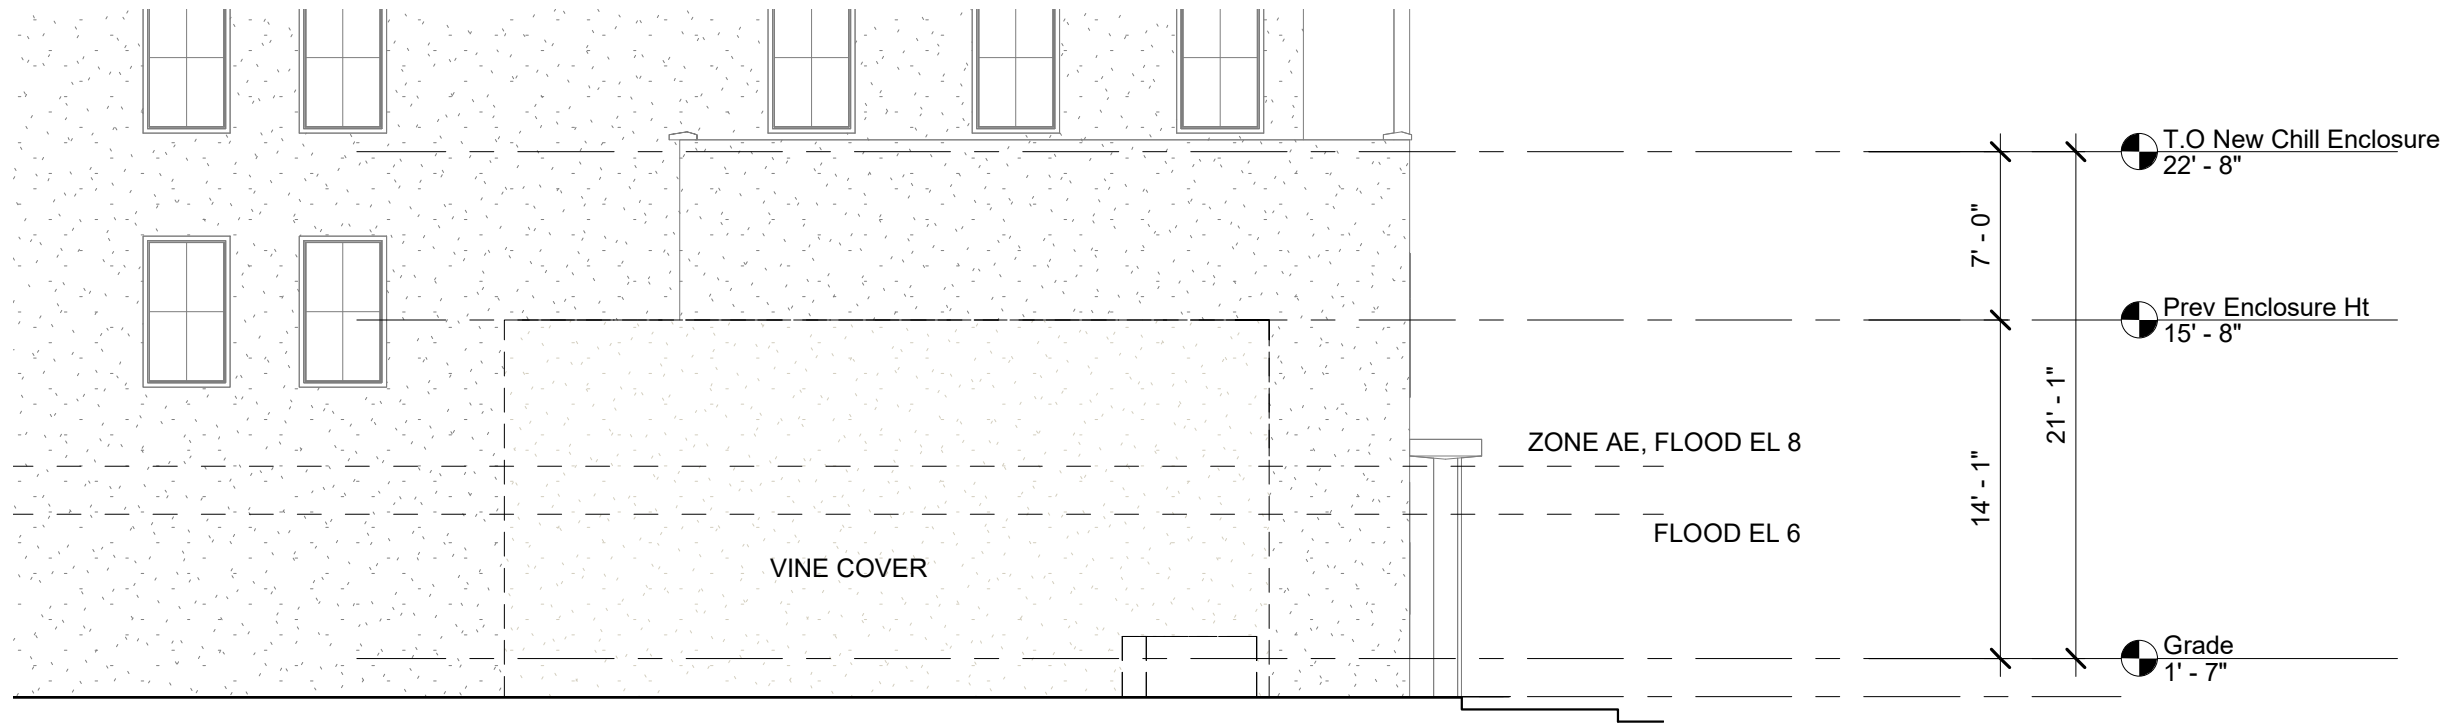 T.O New Chill Enclosure
22' - 8"
7' - 0"
Prev Enclosure Ht
15' - 8"
21' - 1"
ZONE AE, FLOOD EL 8
14' - 1"
FLOOD EL 6
VINE COVER
Grade
1' - 7"